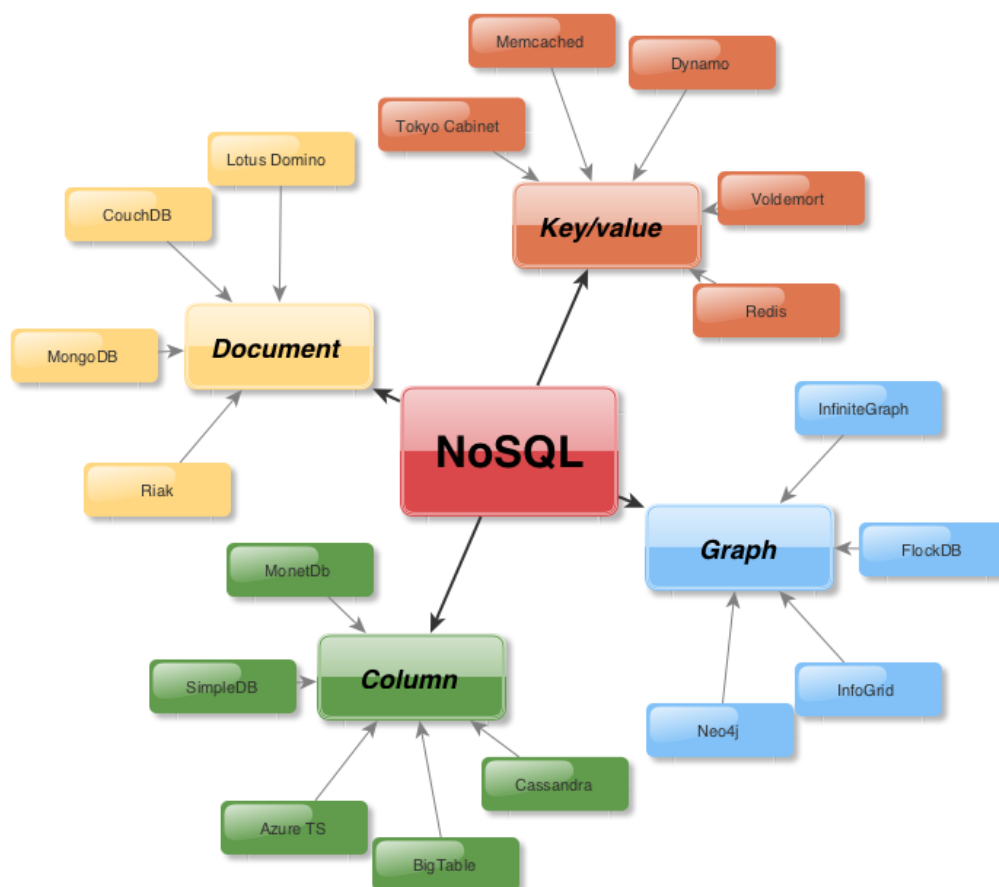 Memcached
Dynamo
Tokyo Cabinet
Lotus Domino
Voldemort
CouchDB
Key/value
Redis
Document
MongoDB
InfiniteGraph
NoSQL
Riak
Graph
FlockDB
MonetDb
Column
SimpleDB
InfoGrid
Neo4j
Cassandra
Azure TS
BigTable